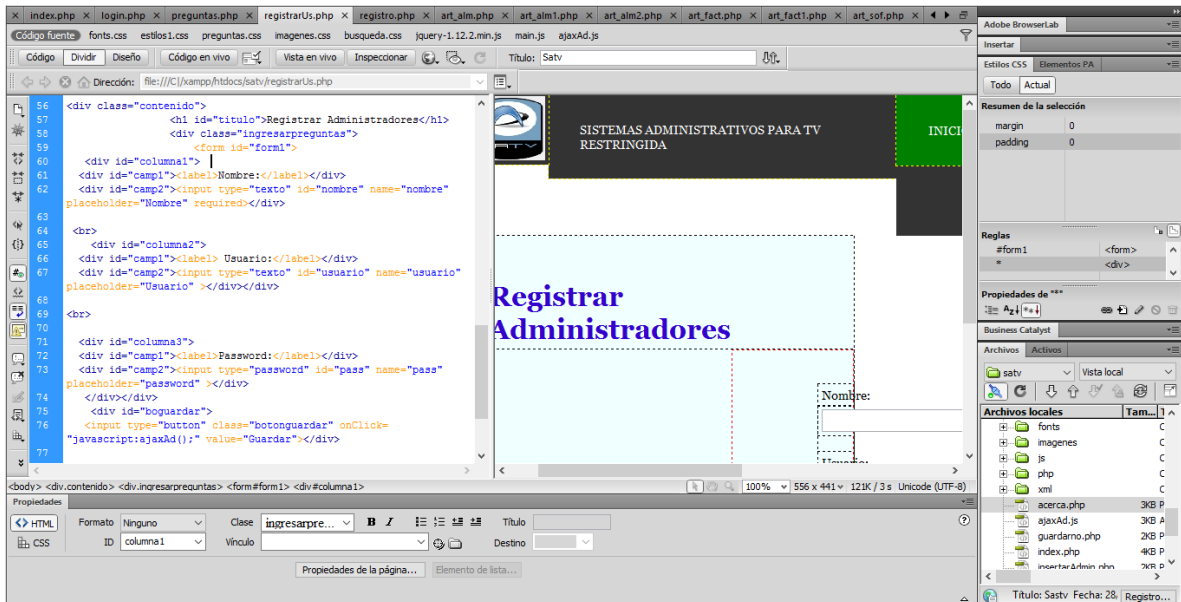 index.php × login.php × preguntas.php × registrarUs.php × registro.php × art_alm.php × art_alm1.php × art_alm2.php × art_fact.php × art_fact1.php × art_sof.php ×
Código fuente fonts.css estilos1.css preguntas.css imagenes.css busqueda.css jquery-1.12.2.min.js main.js ajaxAd.js
Código Dividir Diseño Código en vivo Vista en vivo Inspeccionar Título: Satv
Dirección: file:///C|/xampp/htdocs/satv/registrarUs.php
56 <div class="contenido">
57 <h1 id="titulo">Registrar Administradores</h1>
58 <div class="ingresarpreguntas">
59 <form id="form1">
60 <div id="columna1">
61 <div id="camp1"><label>Nombre:</label></div>
62 <div id="camp2"><input type="texto" id="nombre" name="nombre"
placeholder="Nombre" required></div>
63
64 <br>
65 <div id="columna2">
66 <div id="camp1"><label> Usuario:</label></div>
67 <div id="camp2"><input type="texto" id="usuario" name="usuario"
placeholder="Usuario" ></div></div>
68
69 <br>
70
71 <div id="columna3">
72 <div id="camp1"><label>Password:</label></div>
73 <div id="camp2"><input type="password" id="pass" name="pass"
placeholder="password" ></div>
74 </div></div>
75 <div id="boguardar">
76 <input type="button" class="botonguardar" onClick=
"javascript:ajaxAd();" value="Guardar"></div>
77
SISTEMAS ADMINISTRATIVOS PARA TV
RESTRINGIDA
INICI
Registrar
Administradores
Nombre:
Usuario:
<body> <div.contenido> <div.ingresarpreguntas> <form#form1> <div#columna1>
100% 556 x 441 121K / 3 s Unicode (UTF-8)
Propiedades
<> HTML Formato Ninguno Clase ingresarpre... B I Título
CSS ID columna1 Vínculo Destino
Propiedades de la página... Elemento de lista...
Adobe BrowserLab
Insertar
Estilos CSS Elementos PA
Todo Actual
Resumen de la selección
margin 0
padding 0
Reglas
#form1 <form>
* <div>
Propiedades de "*"
Business Catalyst
Archivos Activos
satv Vista local
Archivos locales Tam... T
fonts C
imagenes C
js C
php C
xml C
acerca.php 3KB P
ajaxAd.js 3KB A
guardarno.php 2KB P
index.php 4KB P
insertarAdmin.php 2KB P
Título: Sastv Fecha: 28, Registro...